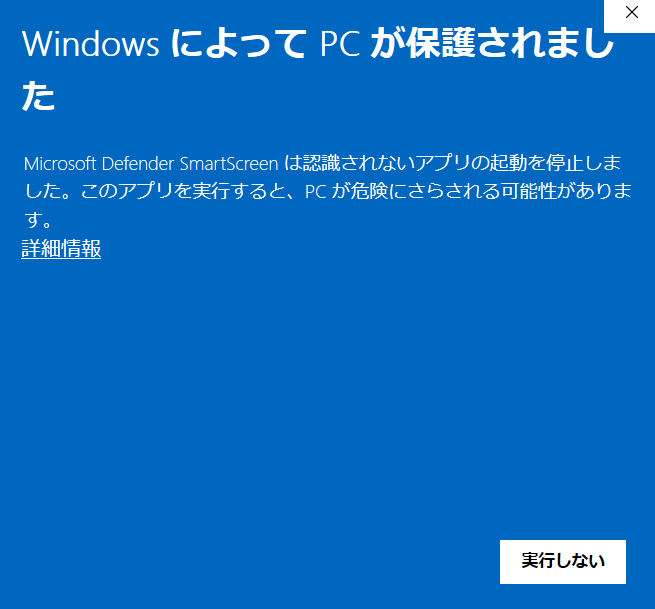 Windows によって PC が保護されまし
た
Microsoft Defender SmartScreen は認識されないアプリの起動を停止しま
した。このアプリを実行すると、PC が危険にさらされる可能性がありま
す。
詳細情報
実行しない